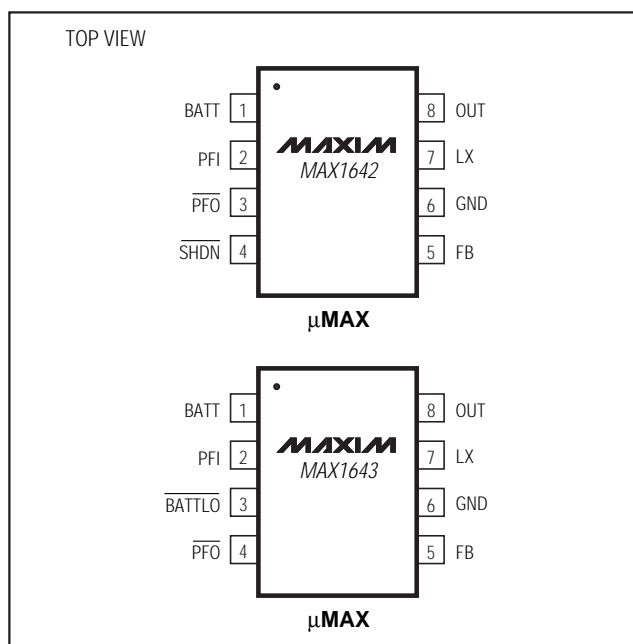 TOP VIEW
BATT 1 8 OUT
MAXIM
PFI 2 7 LX
MAX1642
PFO 3 6 GND
SHDN 4 5 FB
μMAX
BATT 1 8 OUT
MAXIM
PFI 2 7 LX
MAX1643
BATTLO 3 6 GND
PFO 4 5 FB
μMAX